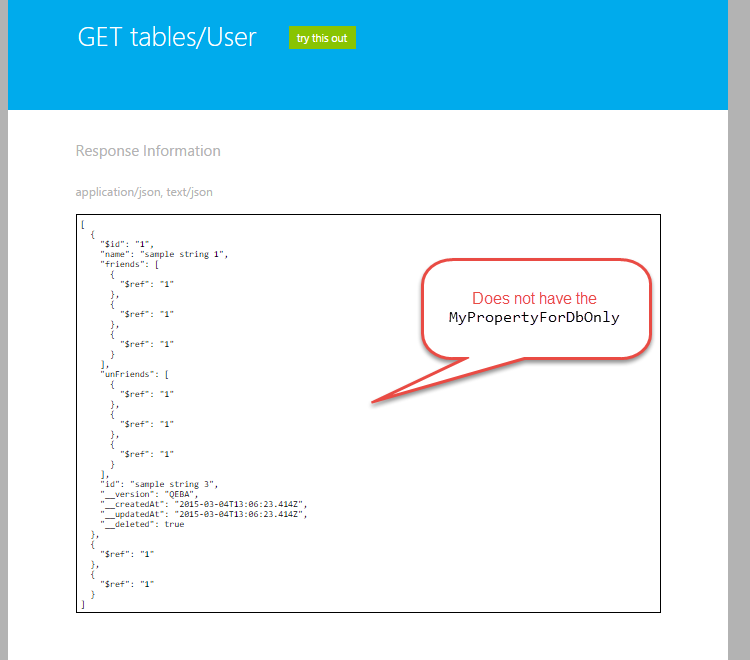 GET tables/User
try this out
Response Information
application/json, text/json
[
{
"$id": "1",
"name": "sample string 1",
"friends": [
{
"$ref": "1"
},
{
"$ref": "1"
},
{
"$ref": "1"
}
],
"unFriends": [
{
"$ref": "1"
},
{
"$ref": "1"
},
{
"$ref": "1"
}
],
"id": "sample string 3",
"__version": "QEBA",
"__createdAt": "2015-03-04T13:06:23.414Z",
"__updatedAt": "2015-03-04T13:06:23.414Z",
"__deleted": true
},
{
"$ref": "1"
},
{
"$ref": "1"
}
]
Does not have the
MyPropertyForDbOnly